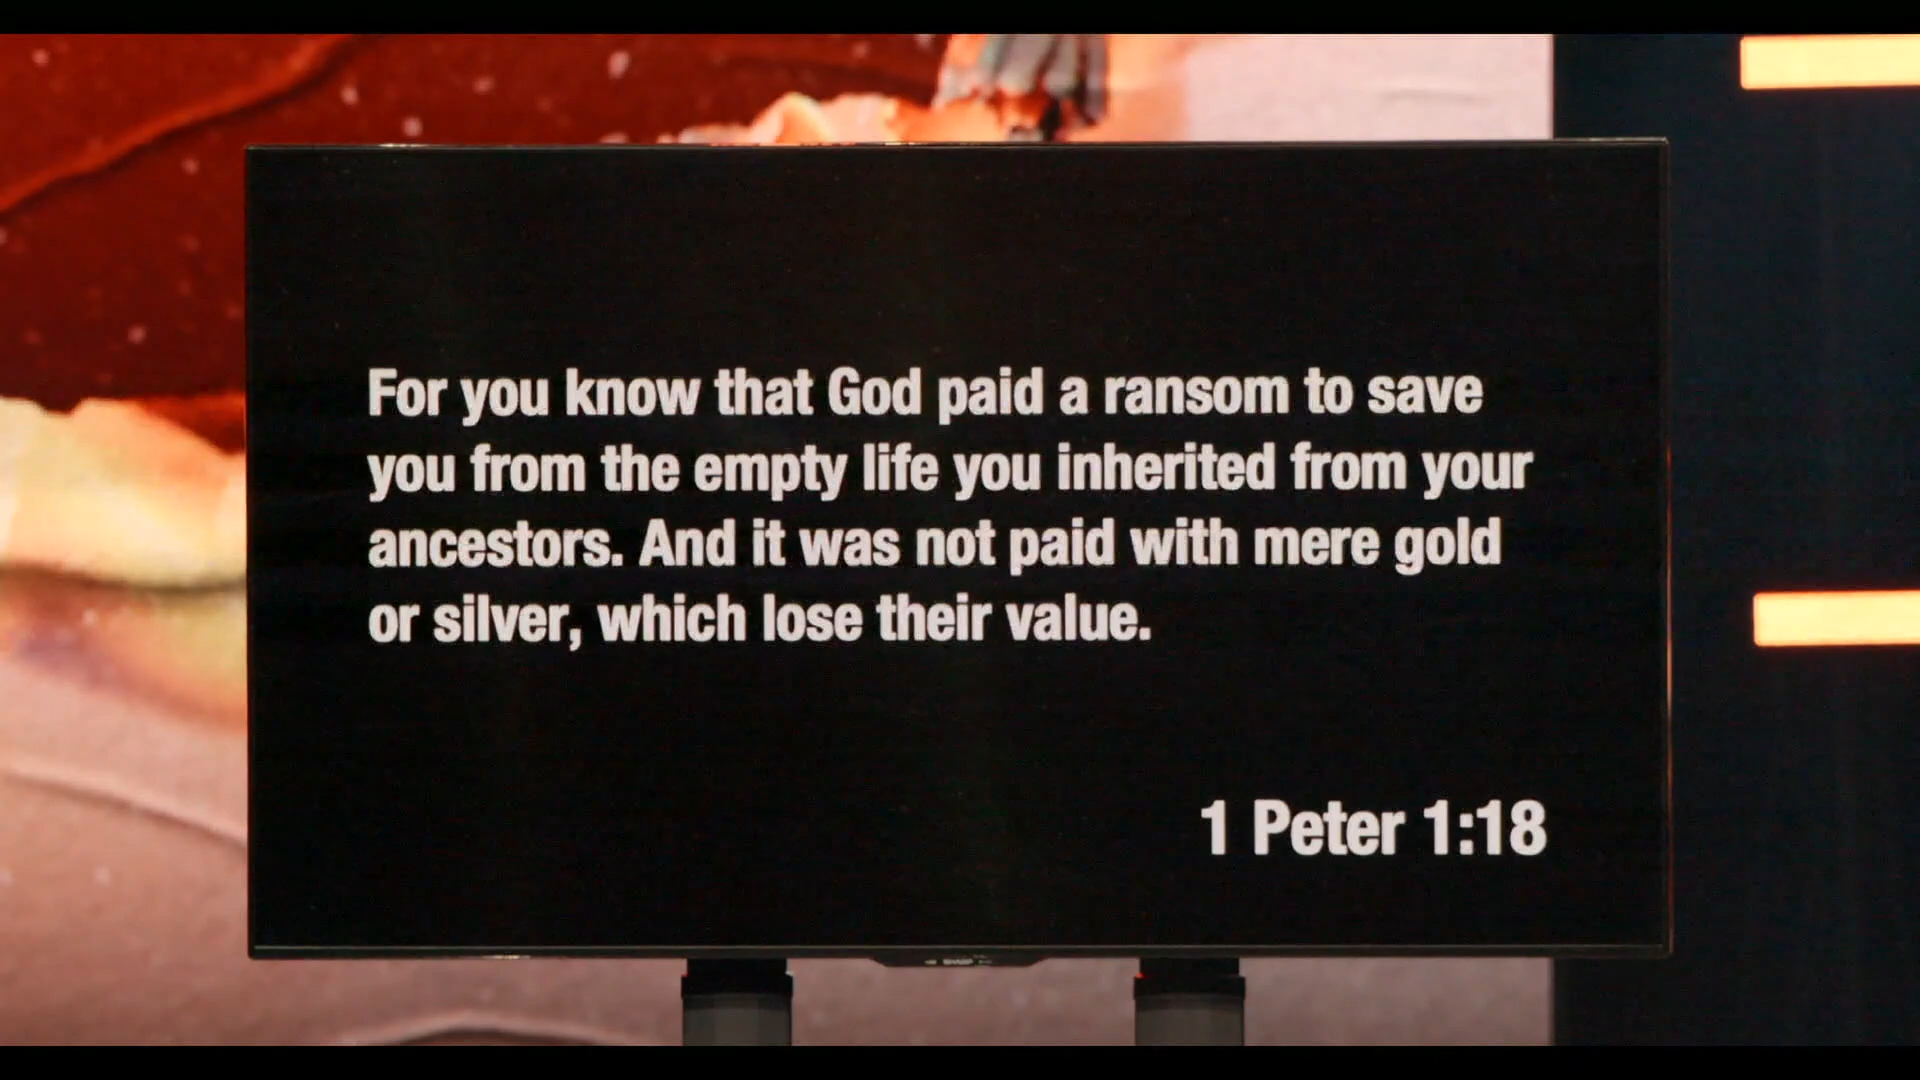 For you know that God paid a ransom to save
you from the empty life you inherited from your
ancestors. And it was not paid with mere gold
or silver, which lose their value.
1 Peter 1:18